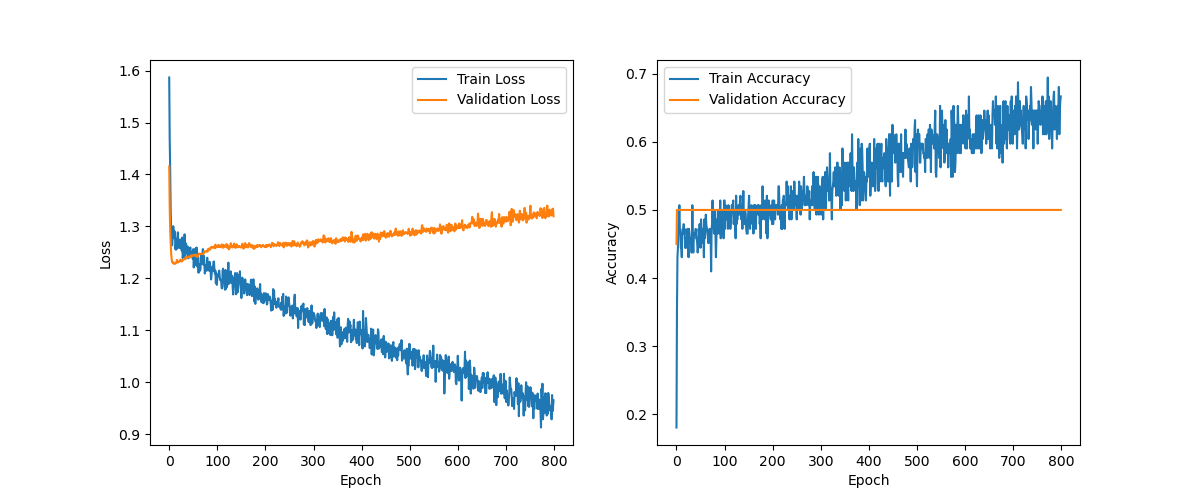 1.6
1.5
1.4
1.3
1.2
1.1
1.0
0.9
Loss
0 100 200 300 400 500 600 700 800
Epoch
Train Loss
Validation Loss
0.7
0.6
0.5
0.4
0.3
0.2
Accuracy
0 100 200 300 400 500 600 700 800
Epoch
Train Accuracy
Validation Accuracy